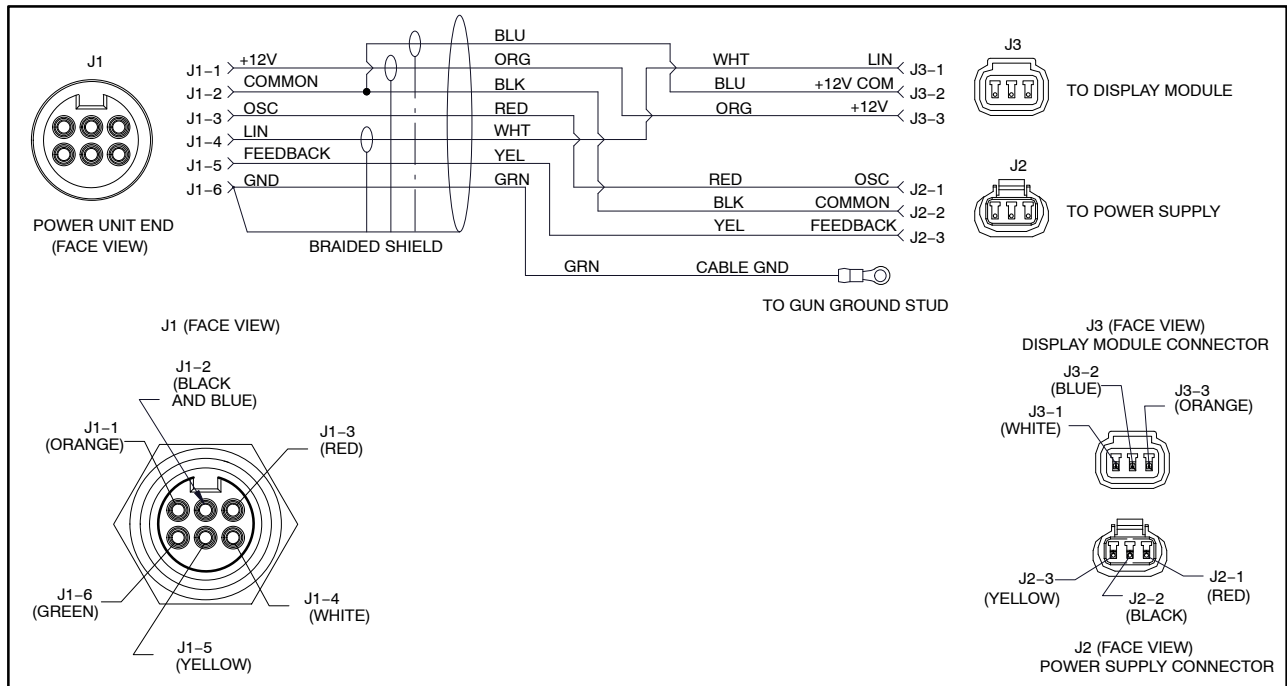 J1
J1−1 +12V
J1−2 COMMON
J1−3 OSC
J1−4 LIN
J1−5 FEEDBACK
J1−6 GND
POWER UNIT END
(FACE VIEW)
BRAIDED SHIELD
BLU
ORG
BLK
RED
WHT
YEL
GRN
WHT LIN J3−1
BLU +12V COM J3−2
ORG +12V J3−3
J3
TO DISPLAY MODULE
RED OSC J2−1
BLK COMMON J2−2
YEL FEEDBACK J2−3
J2
TO POWER SUPPLY
GRN CABLE GND
TO GUN GROUND STUD
J1 (FACE VIEW)
J1−2
(BLACK
AND BLUE)
J1−1
(ORANGE)
J1−3
(RED)
J1−6
(GREEN)
J1−4
(WHITE)
J1−5
(YELLOW)
J3 (FACE VIEW)
DISPLAY MODULE CONNECTOR
J3−2
(BLUE)
J3−3
(ORANGE)
J3−1
(WHITE)
J2−3
(YELLOW)
J2−1
(RED)
J2−2
(BLACK)
J2 (FACE VIEW)
POWER SUPPLY CONNECTOR